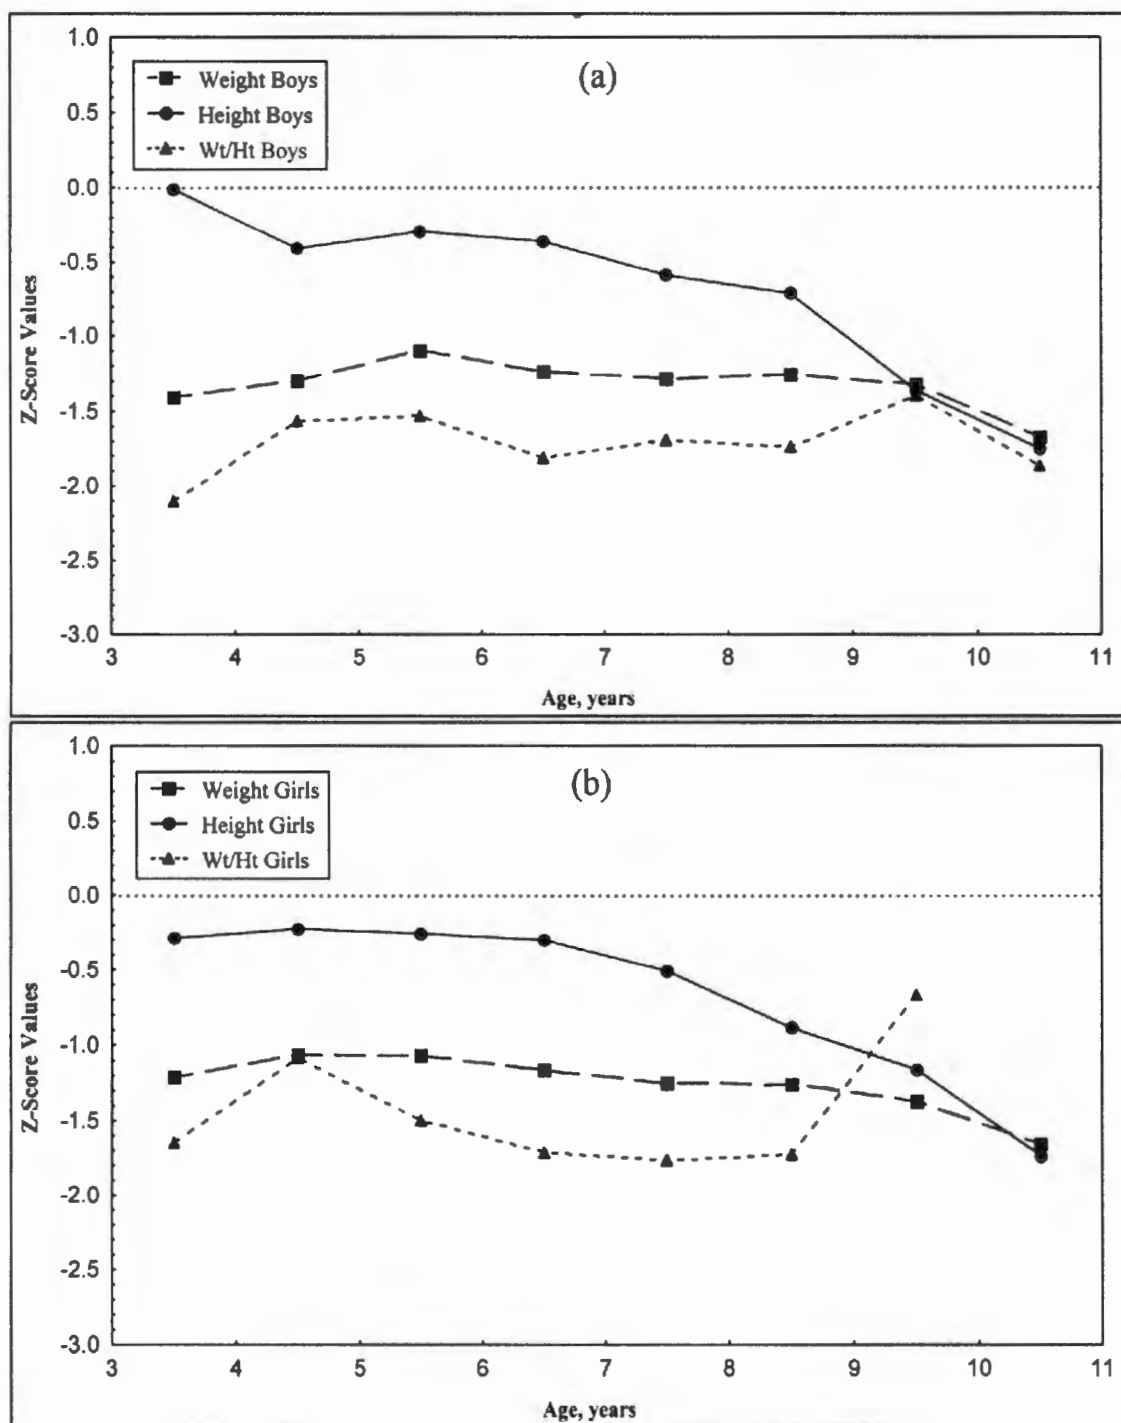 (a)
Weight Boys
Height Boys
Wt/Ht Boys
1.0
0.5
0.0
-0.5
-1.0
-1.5
-2.0
-2.5
-3.0
Z-Score Values
3 4 5 6 7 8 9 10 11
Age, years
(b)
Weight Girls
Height Girls
Wt/Ht Girls
1.0
0.5
0.0
-0.5
-1.0
-1.5
-2.0
-2.5
-3.0
Z-Score Values
3 4 5 6 7 8 9 10 11
Age, years